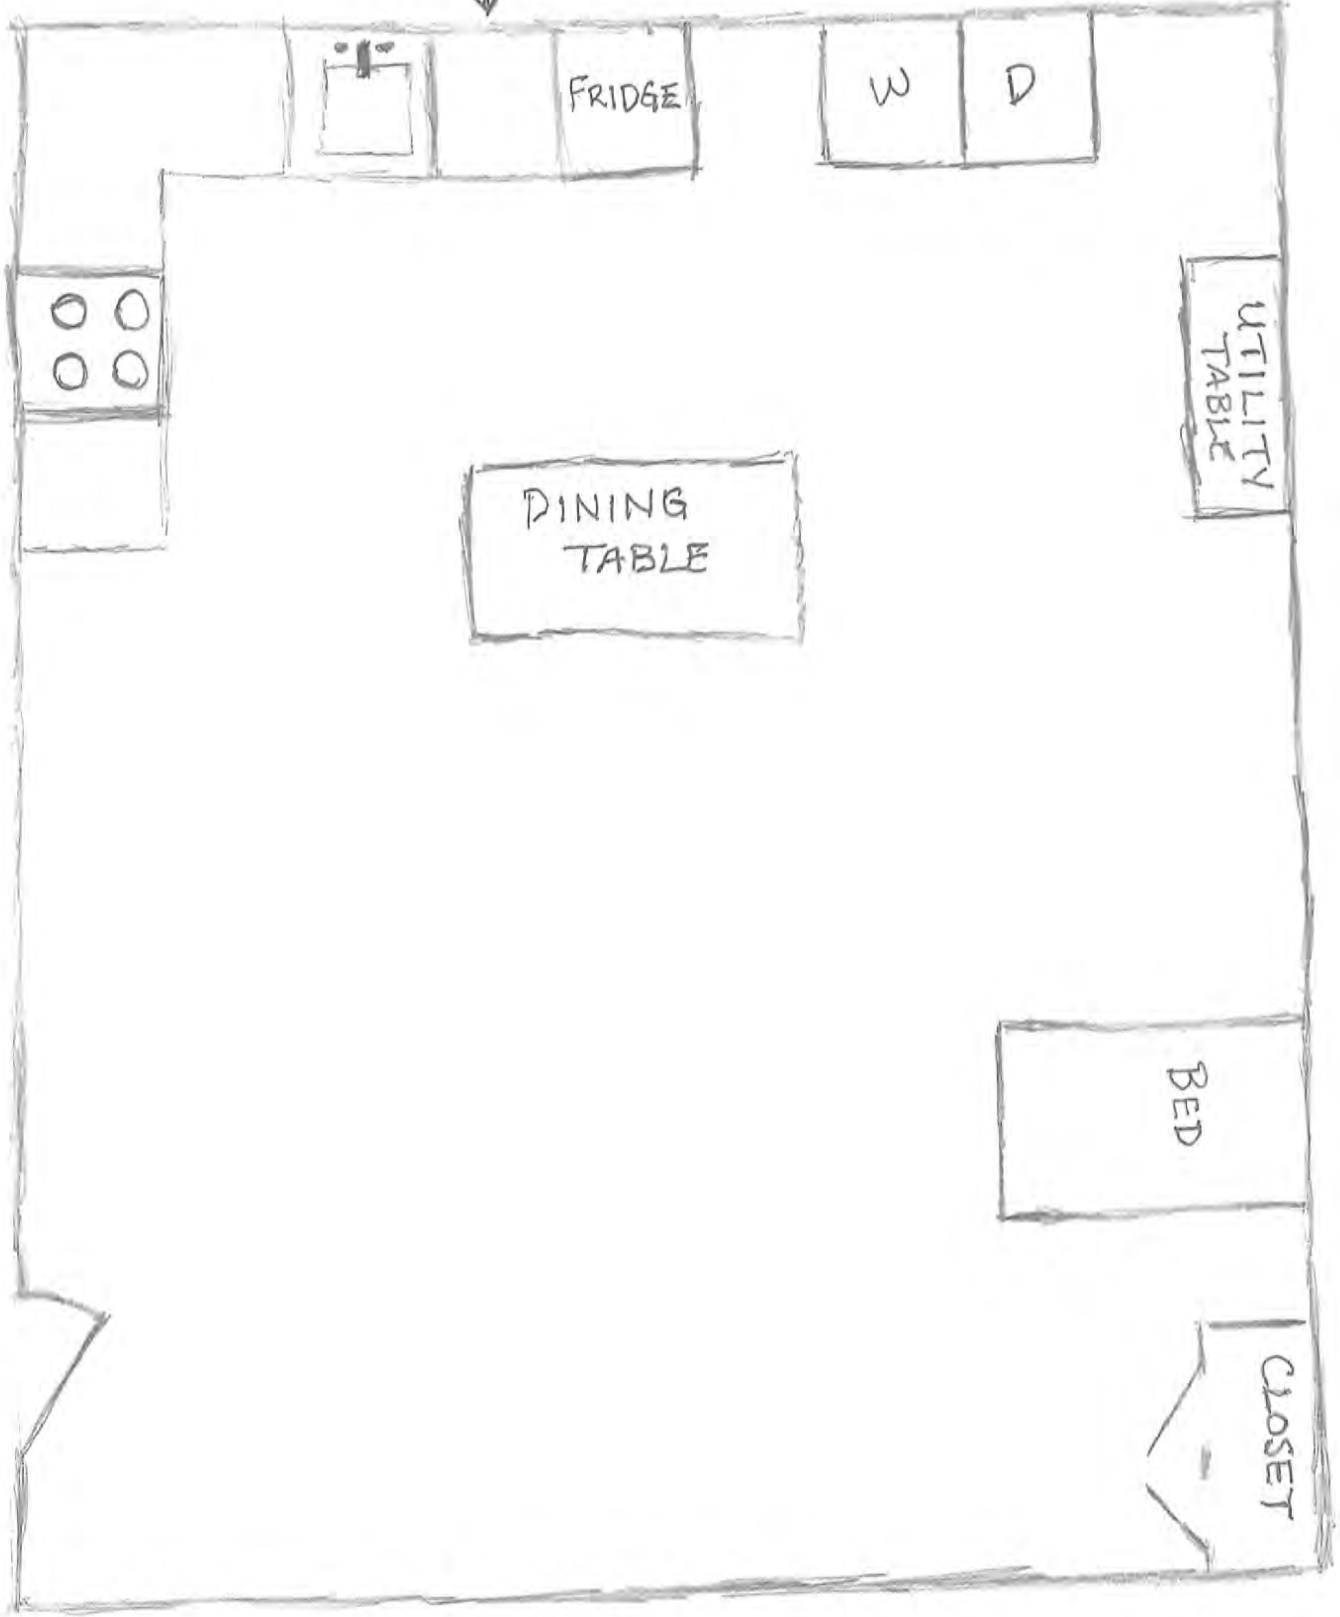 FRIDGE
W
D
UTILITY
TABLE
DINING
TABLE
BED
CLOSET